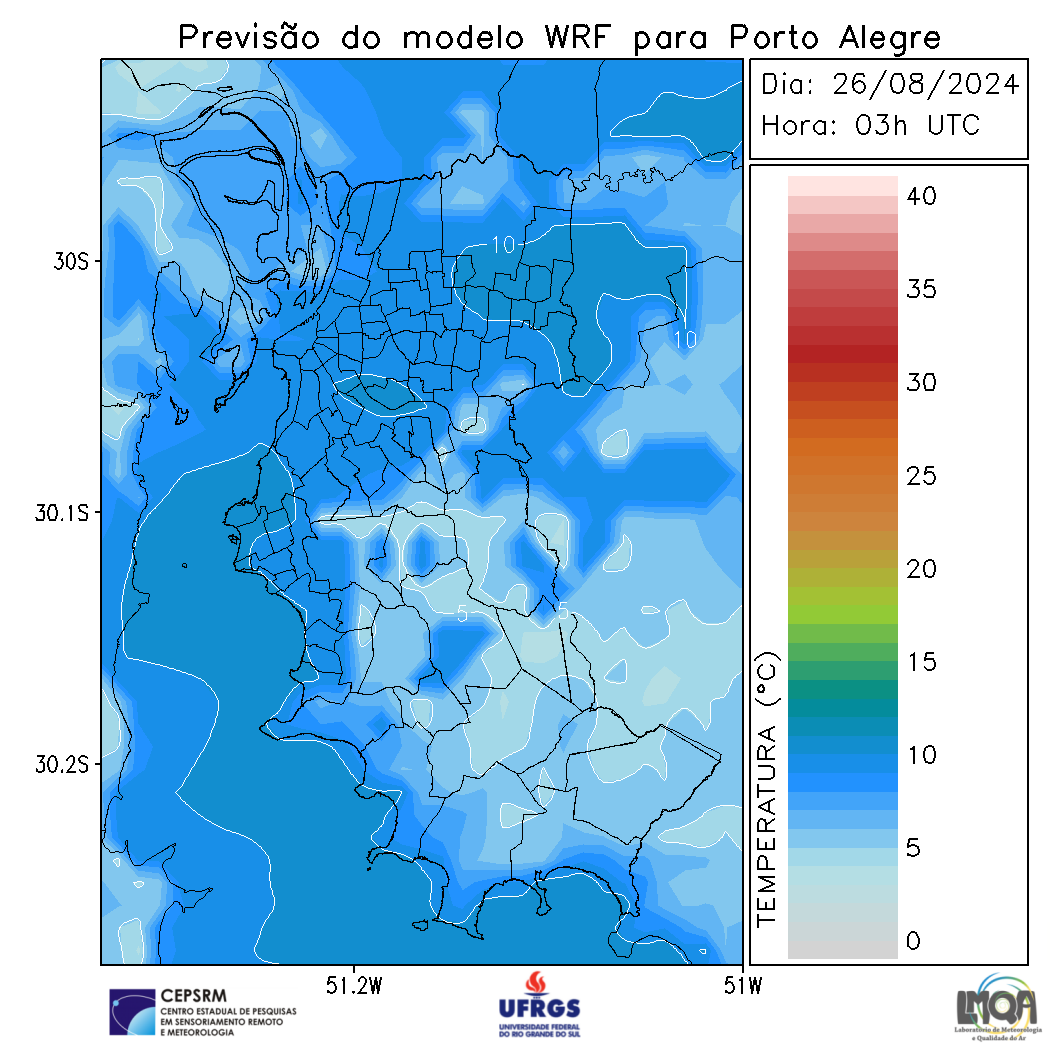 Previsão do modelo WRF para Porto Alegre
Dia: 26/08/2024
Hora: 03h UTC
40
35
30
25
20
15
10
5
0
TEMPERATURA (°C)
30S
30.1S
30.2S
51.2W
51W
10
10
5
5
CEPSRM
CENTRO ESTADUAL DE PESQUISAS
EM SENSORIAMENTO REMOTO
E METEOROLOGIA
UFRGS
UNIVERSIDADE FEDERAL
DO RIO GRANDE DO SUL
LMQA
Laboratório de Meteorologia
e Qualidade do Ar